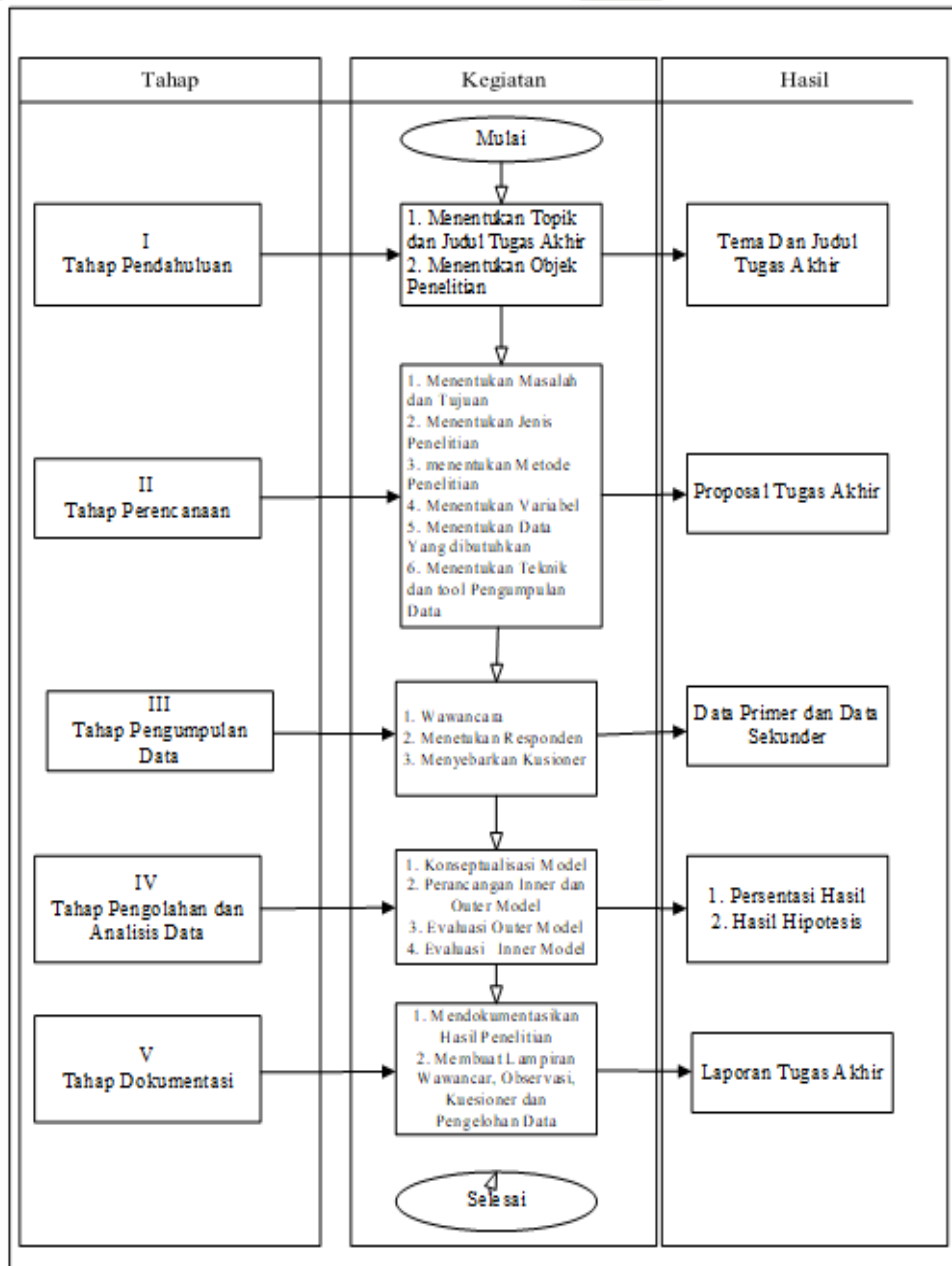 Tahap
Kegiatan
Hasil
Mulai
I
Tahap Pendahuluan
1. Menentukan Topik
dan Judul Tugas Akhir
2. Menentukan Objek
Penelitian
Tema Dan Judul
Tugas Akhir
II
Tahap Perencanaan
1. Menentukan Masalah
dan Tujuan
2. Menentukan Jenis
Penelitian
3. menentukan Metode
Penelitian
4. Menentukan Variabel
5. Menentukan Data
Yang dibutuhkan
6. Menentukan Teknik
dan tool Pengumpulan
Data
Proposal Tugas Akhir
III
Tahap Pengumpulan
Data
1. Wawancara
2. Menetukan Responden
3. Menyebarkan Kusioner
Data Primer dan Data
Sekunder
IV
Tahap Pengolahan dan
Analisis Data
1. Konseptualisasi Model
2. Perancangan Inner dan
Outer Model
3. Evaluasi Outer Model
4. Evaluasi Inner Model
1. Persentasi Hasil
2. Hasil Hipotesis
V
Tahap Dokumentasi
1. Mendokumentasikan
Hasil Penelitian
2. Membuat Lampiran
Wawancar, Observasi,
Kuesioner dan
Pengelohan Data
Laporan Tugas Akhir
Selesai